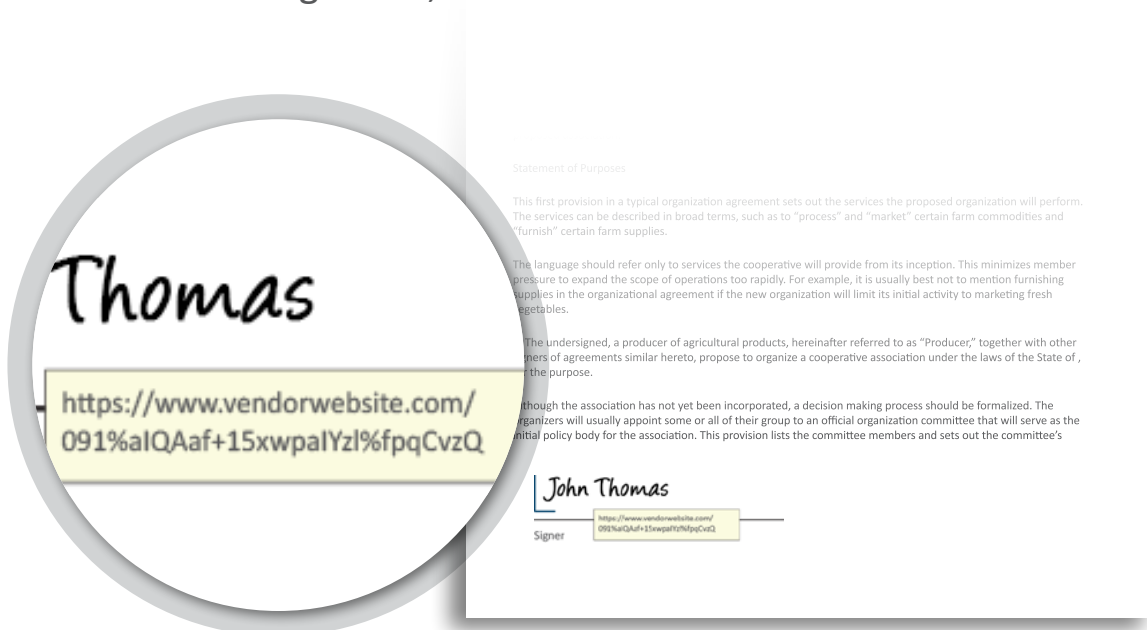 Thomas
https://www.vendorwebsite.com/
091%aIQAaf+15xwpaIYzI%fpqCvzQ
Statement of Purposes
This first provision in a typical organization agreement sets out the services the proposed organization will perform.
The services can be described in broad terms, such as to “process” and “market” certain farm commodities and
“furnish” certain farm supplies.
The language should refer only to services the cooperative will provide from its inception. This minimizes member
pressure to expand the scope of operations too rapidly. For example, it is usually best not to mention furnishing
supplies in the organizational agreement if the new organization will limit its initial activity to marketing fresh
vegetables.
The undersigned, a producer of agricultural products, hereinafter referred to as “Producer,” together with other
signers of agreements similar hereto, propose to organize a cooperative association under the laws of the State of ,
for the purpose.
Although the association has not yet been incorporated, a decision making process should be formalized. The
organizers will usually appoint some or all of their group to an official organization committee that will serve as the
initial policy body for the association. This provision lists the committee members and sets out the committee’s
John Thomas
https://www.vendorwebsite.com/
091%aIQAaf+15xwpaIYzI%fpqCvzQ
Signer